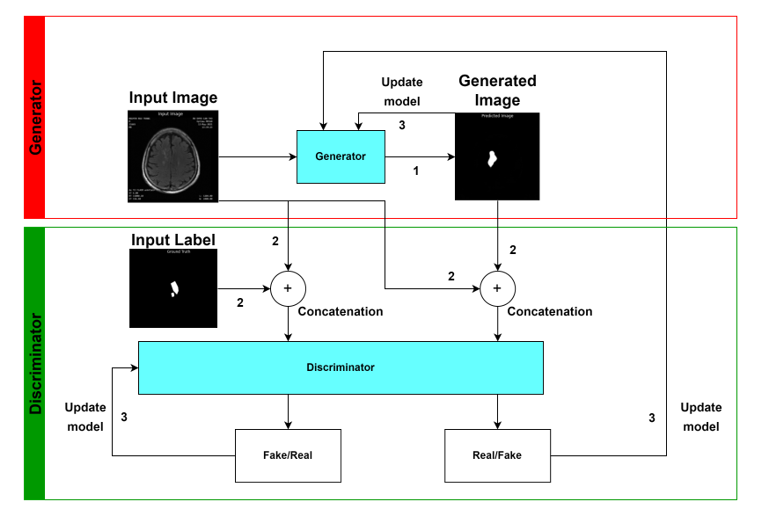 Generator
Input Image
Input Image
Generator
Update
model
3
1
Generated
Image
Predicted Image
Discriminator
Input Label
Ground Truth
2
2
2
2
+
+
Concatenation
Concatenation
Discriminator
Update
model
3
Fake/Real
Real/Fake
3
Update
model